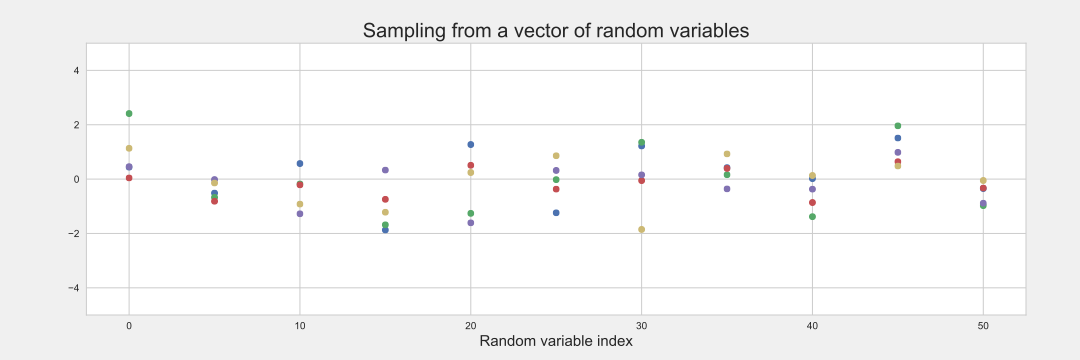 Sampling from a vector of random variables
4
2
0
−2
−4
0 10 20 30 40 50
Random variable index